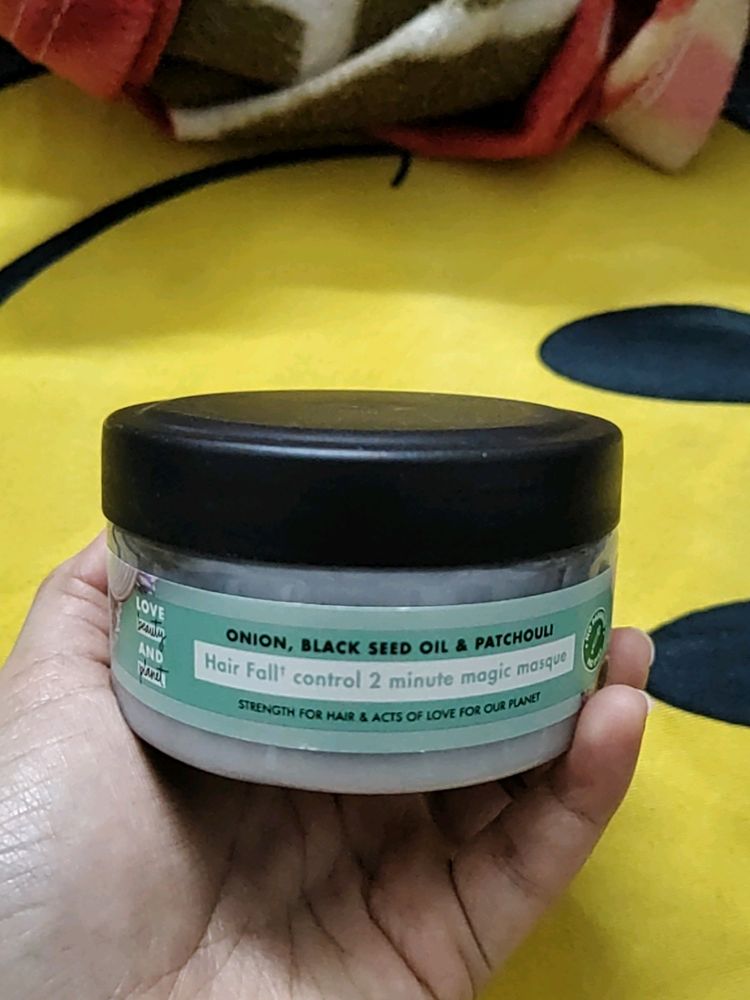 LOVE
beauty
AND
planet
ONION, BLACK SEED OIL & PATCHOULI
Hair Fall† control 2 minute magic masque
STRENGTH FOR HAIR & ACTS OF LOVE FOR OUR PLANET